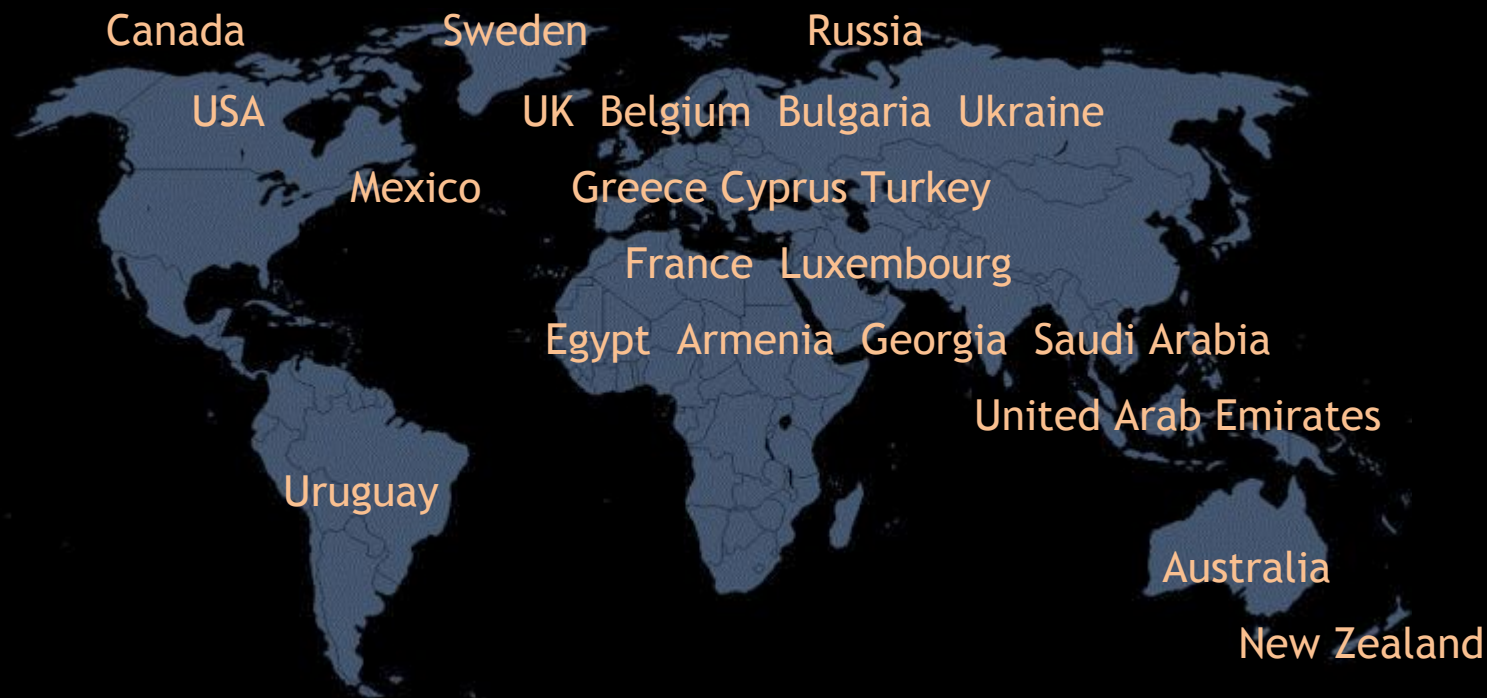 Canada Sweden Russia
USA UK Belgium Bulgaria Ukraine
Mexico Greece Cyprus Turkey
France Luxembourg
Egypt Armenia Georgia Saudi Arabia
United Arab Emirates
Uruguay
Australia
New Zealand